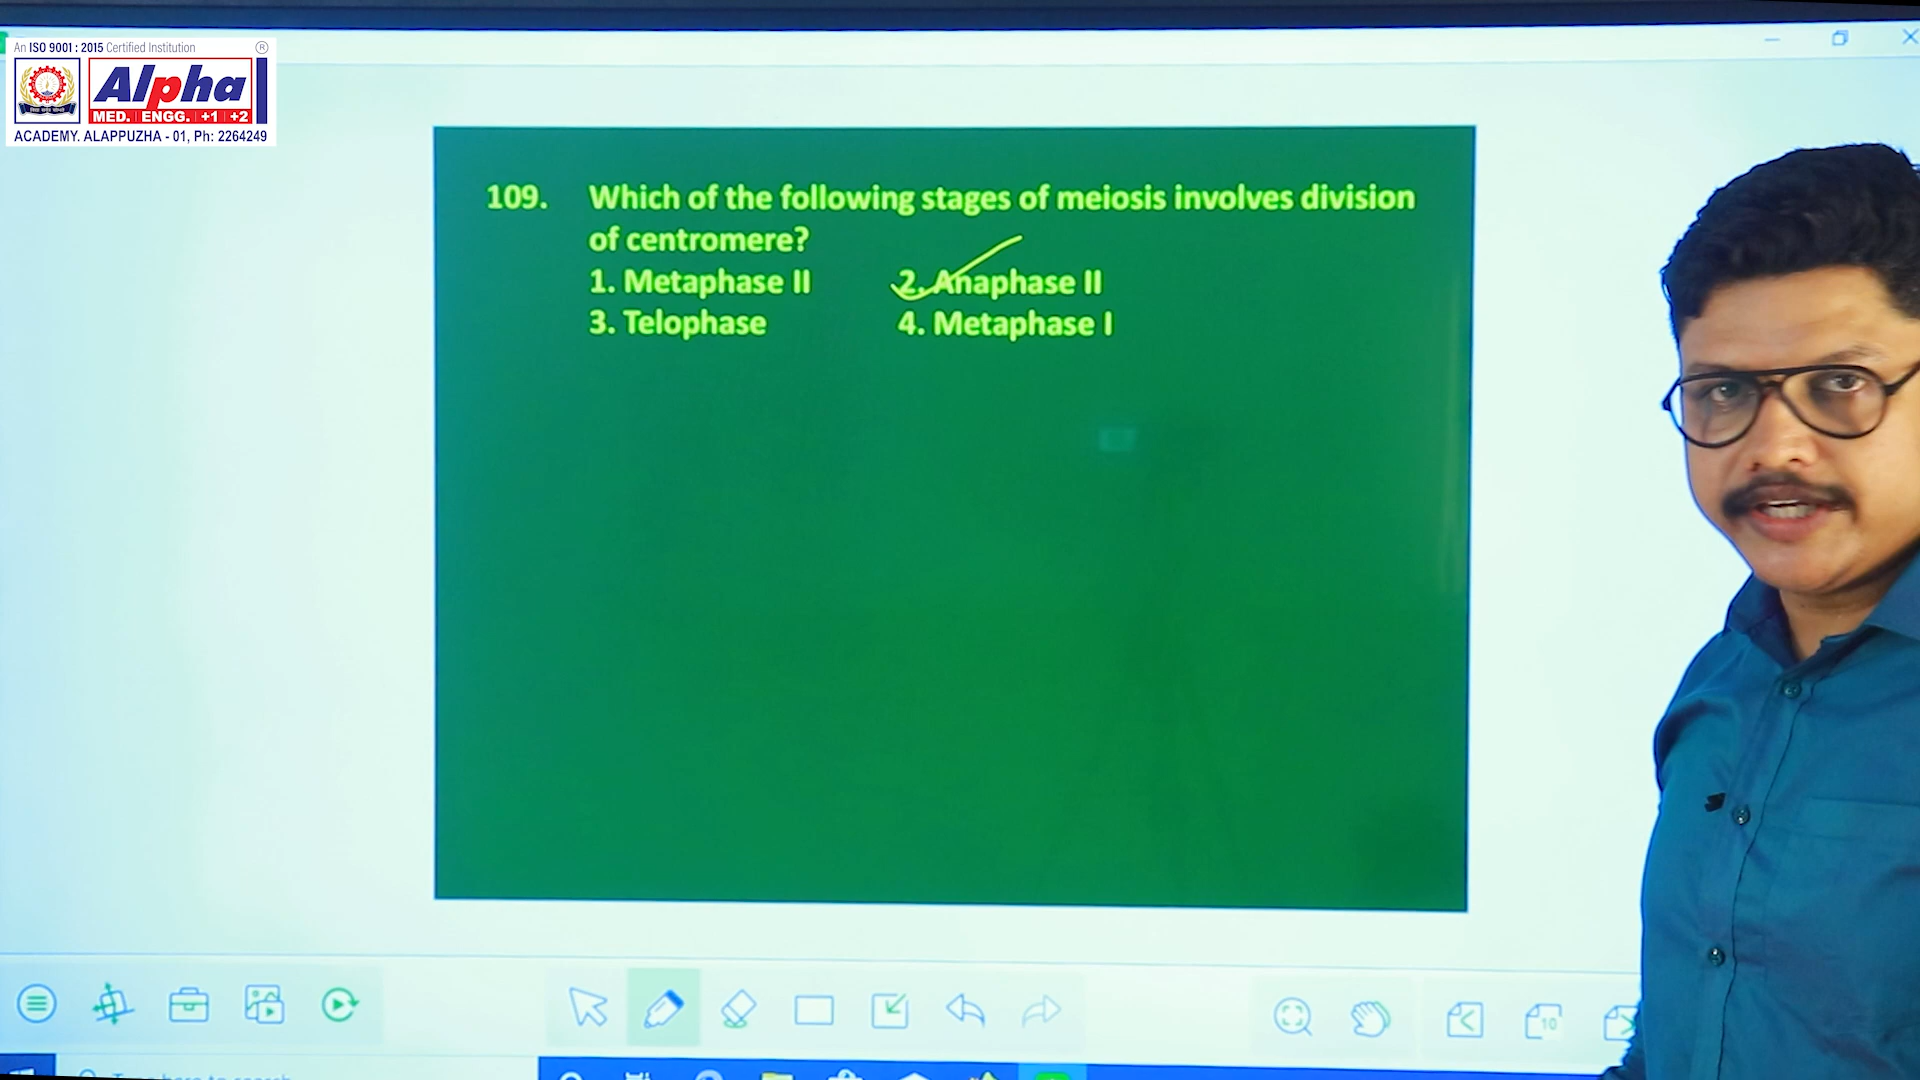 An ISO 9001 : 2015 Certified Institution ®
Alpha
MED. ENGG. +1 +2
ACADEMY. ALAPPUZHA - 01, Ph: 2264249
109. Which of the following stages of meiosis involves division
of centromere?
1. Metaphase II 2. Anaphase II
3. Telophase 4. Metaphase I
10